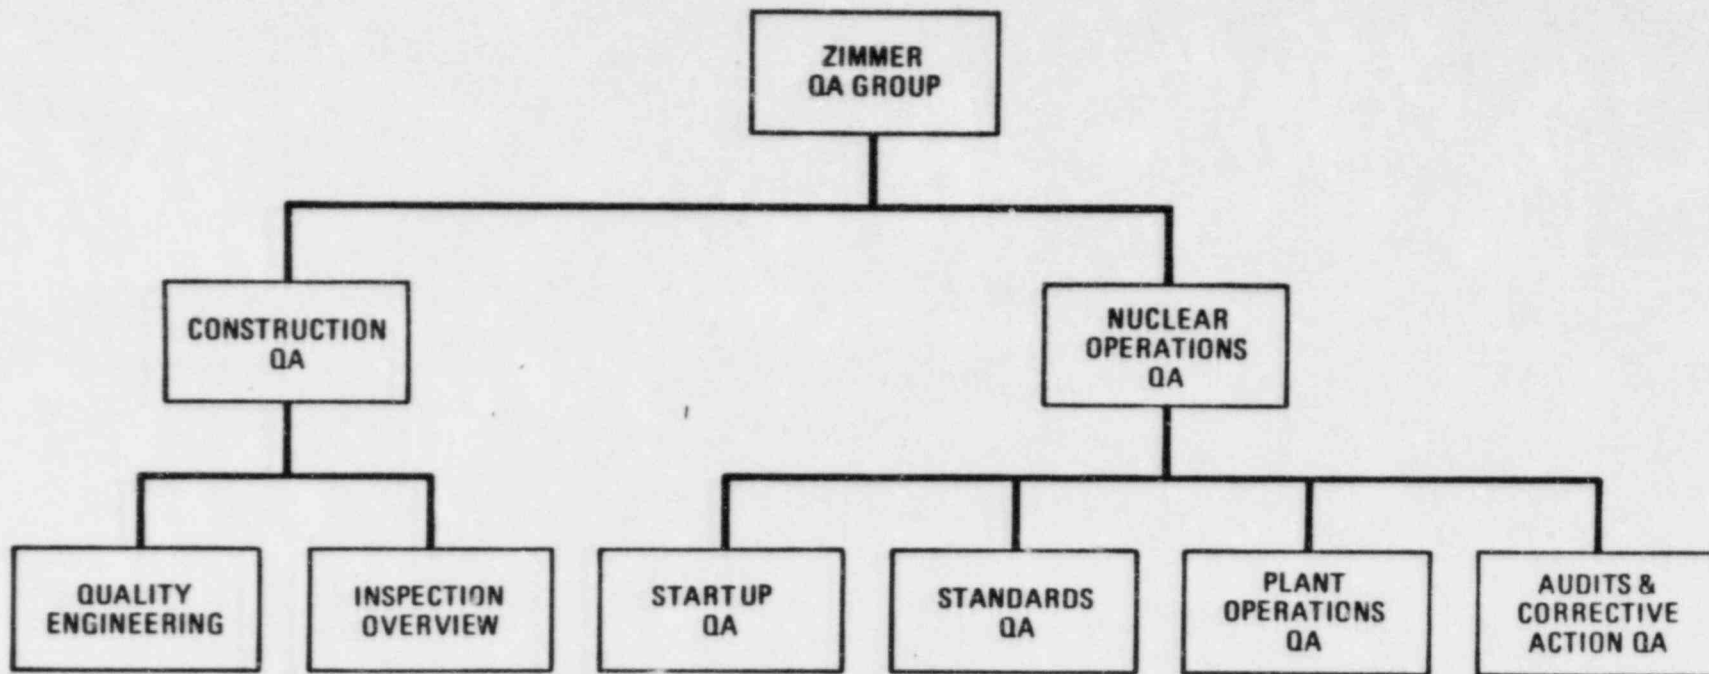 ZIMMER
QA GROUP
CONSTRUCTION
QA
NUCLEAR
OPERATIONS
QA
QUALITY
ENGINEERING
INSPECTION
OVERVIEW
START UP
QA
STANDARDS
QA
PLANT
OPERATIONS
QA
AUDITS &
CORRECTIVE
ACTION QA